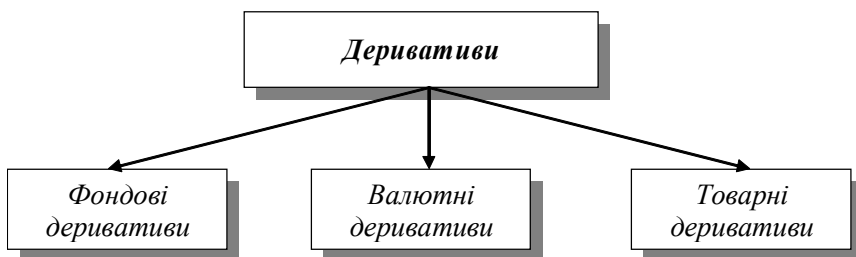 Деривативи
Фондові
деривативи
Валютні
деривативи
Товарні
деривативи